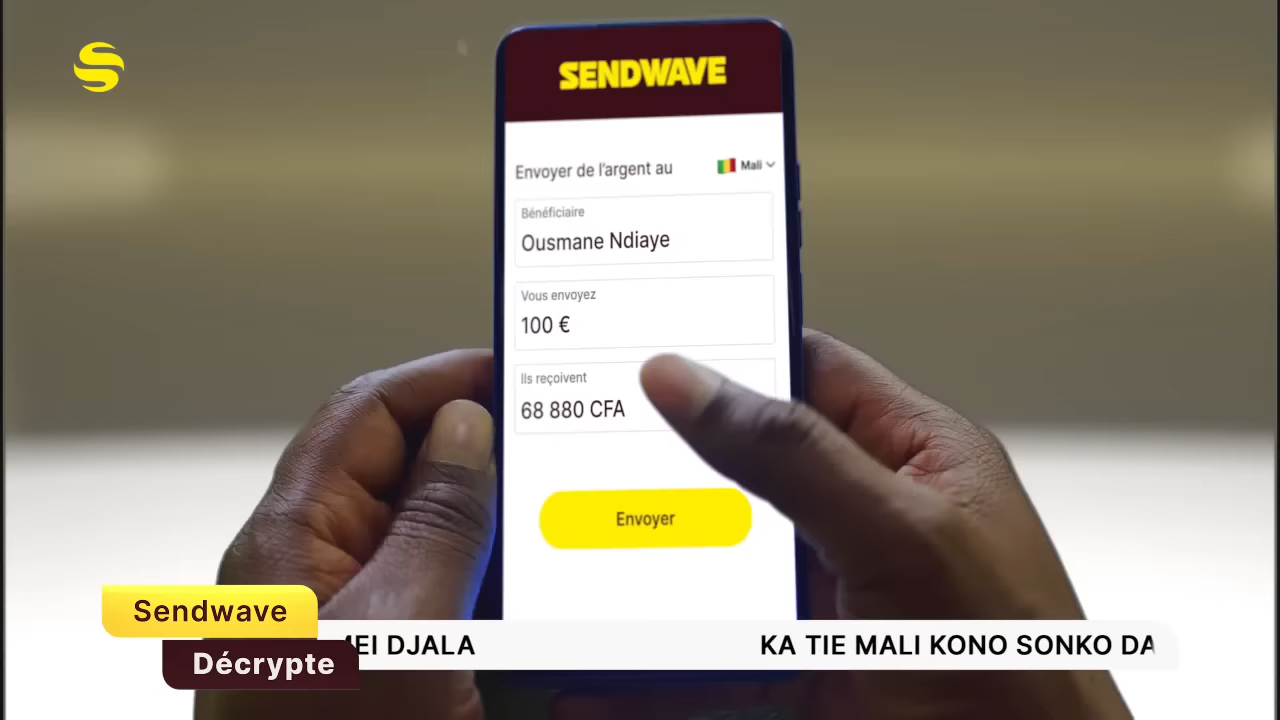 SENDWAVE
Envoyer de l'argent au
Mali
Bénéficiaire
Ousmane Ndiaye
Vous envoyez
100 €
Ils reçoivent
68 880 CFA
Envoyer
Sendwave
Décrypte
DJALA
KA TIE MALI KONO SONKO